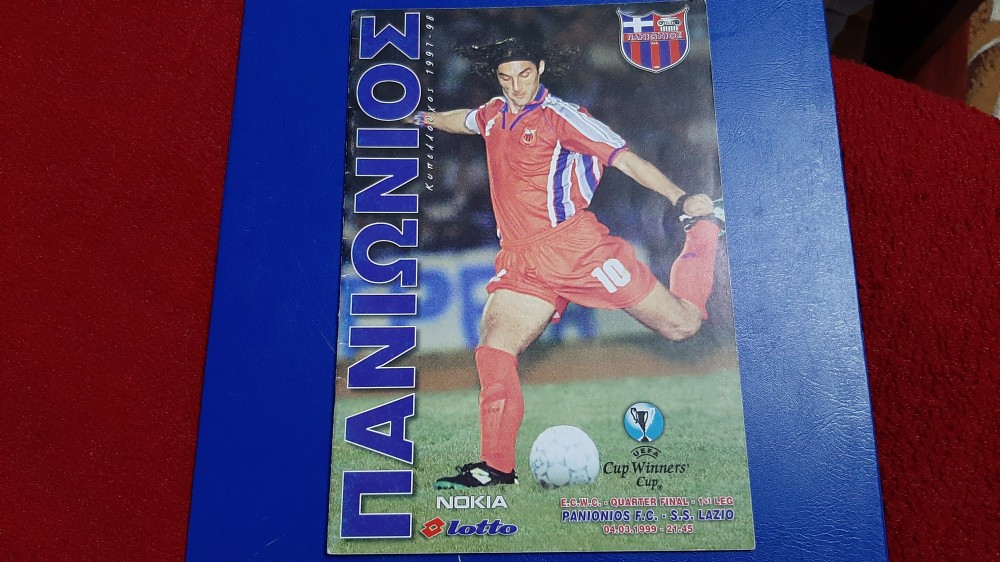 ΠΑΝΙΩΝΙΟΣ
Κυπελλούχος 1997-98
ΠΑΝΙΩΝΙΟΣ
10
UEFA
Cup Winners'
Cup®
NOKIA
lotto
E.C.W.C. - QUARTER FINAL - 1st LEG
PANIONIOS F.C. - S.S. LAZIO
04.03.1999 - 21:45